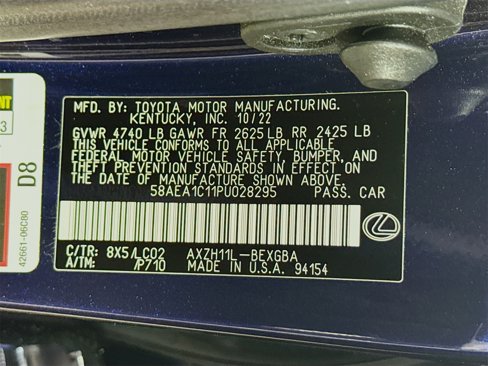 MFD. BY: TOYOTA MOTOR MANUFACTURING.
KENTUCKY, INC. 10/22
GVWR 4740 LB GAWR FR 2625 LB RR 2425 LB
THIS VEHICLE CONFORMS TO ALL APPLICABLE
FEDERAL MOTOR VEHICLE SAFETY, BUMPER, AND
THEFT PREVENTION STANDARDS IN EFFECT ON
THE DATE OF MANUFACTURE SHOWN ABOVE.
58AEA1C11PU028295 PASS. CAR
C/TR: 8X5/LC02 AXZH11L-BEXGBA
A/TM: /P710 MADE IN U.S.A. 94154
3
D8
42661-06C80